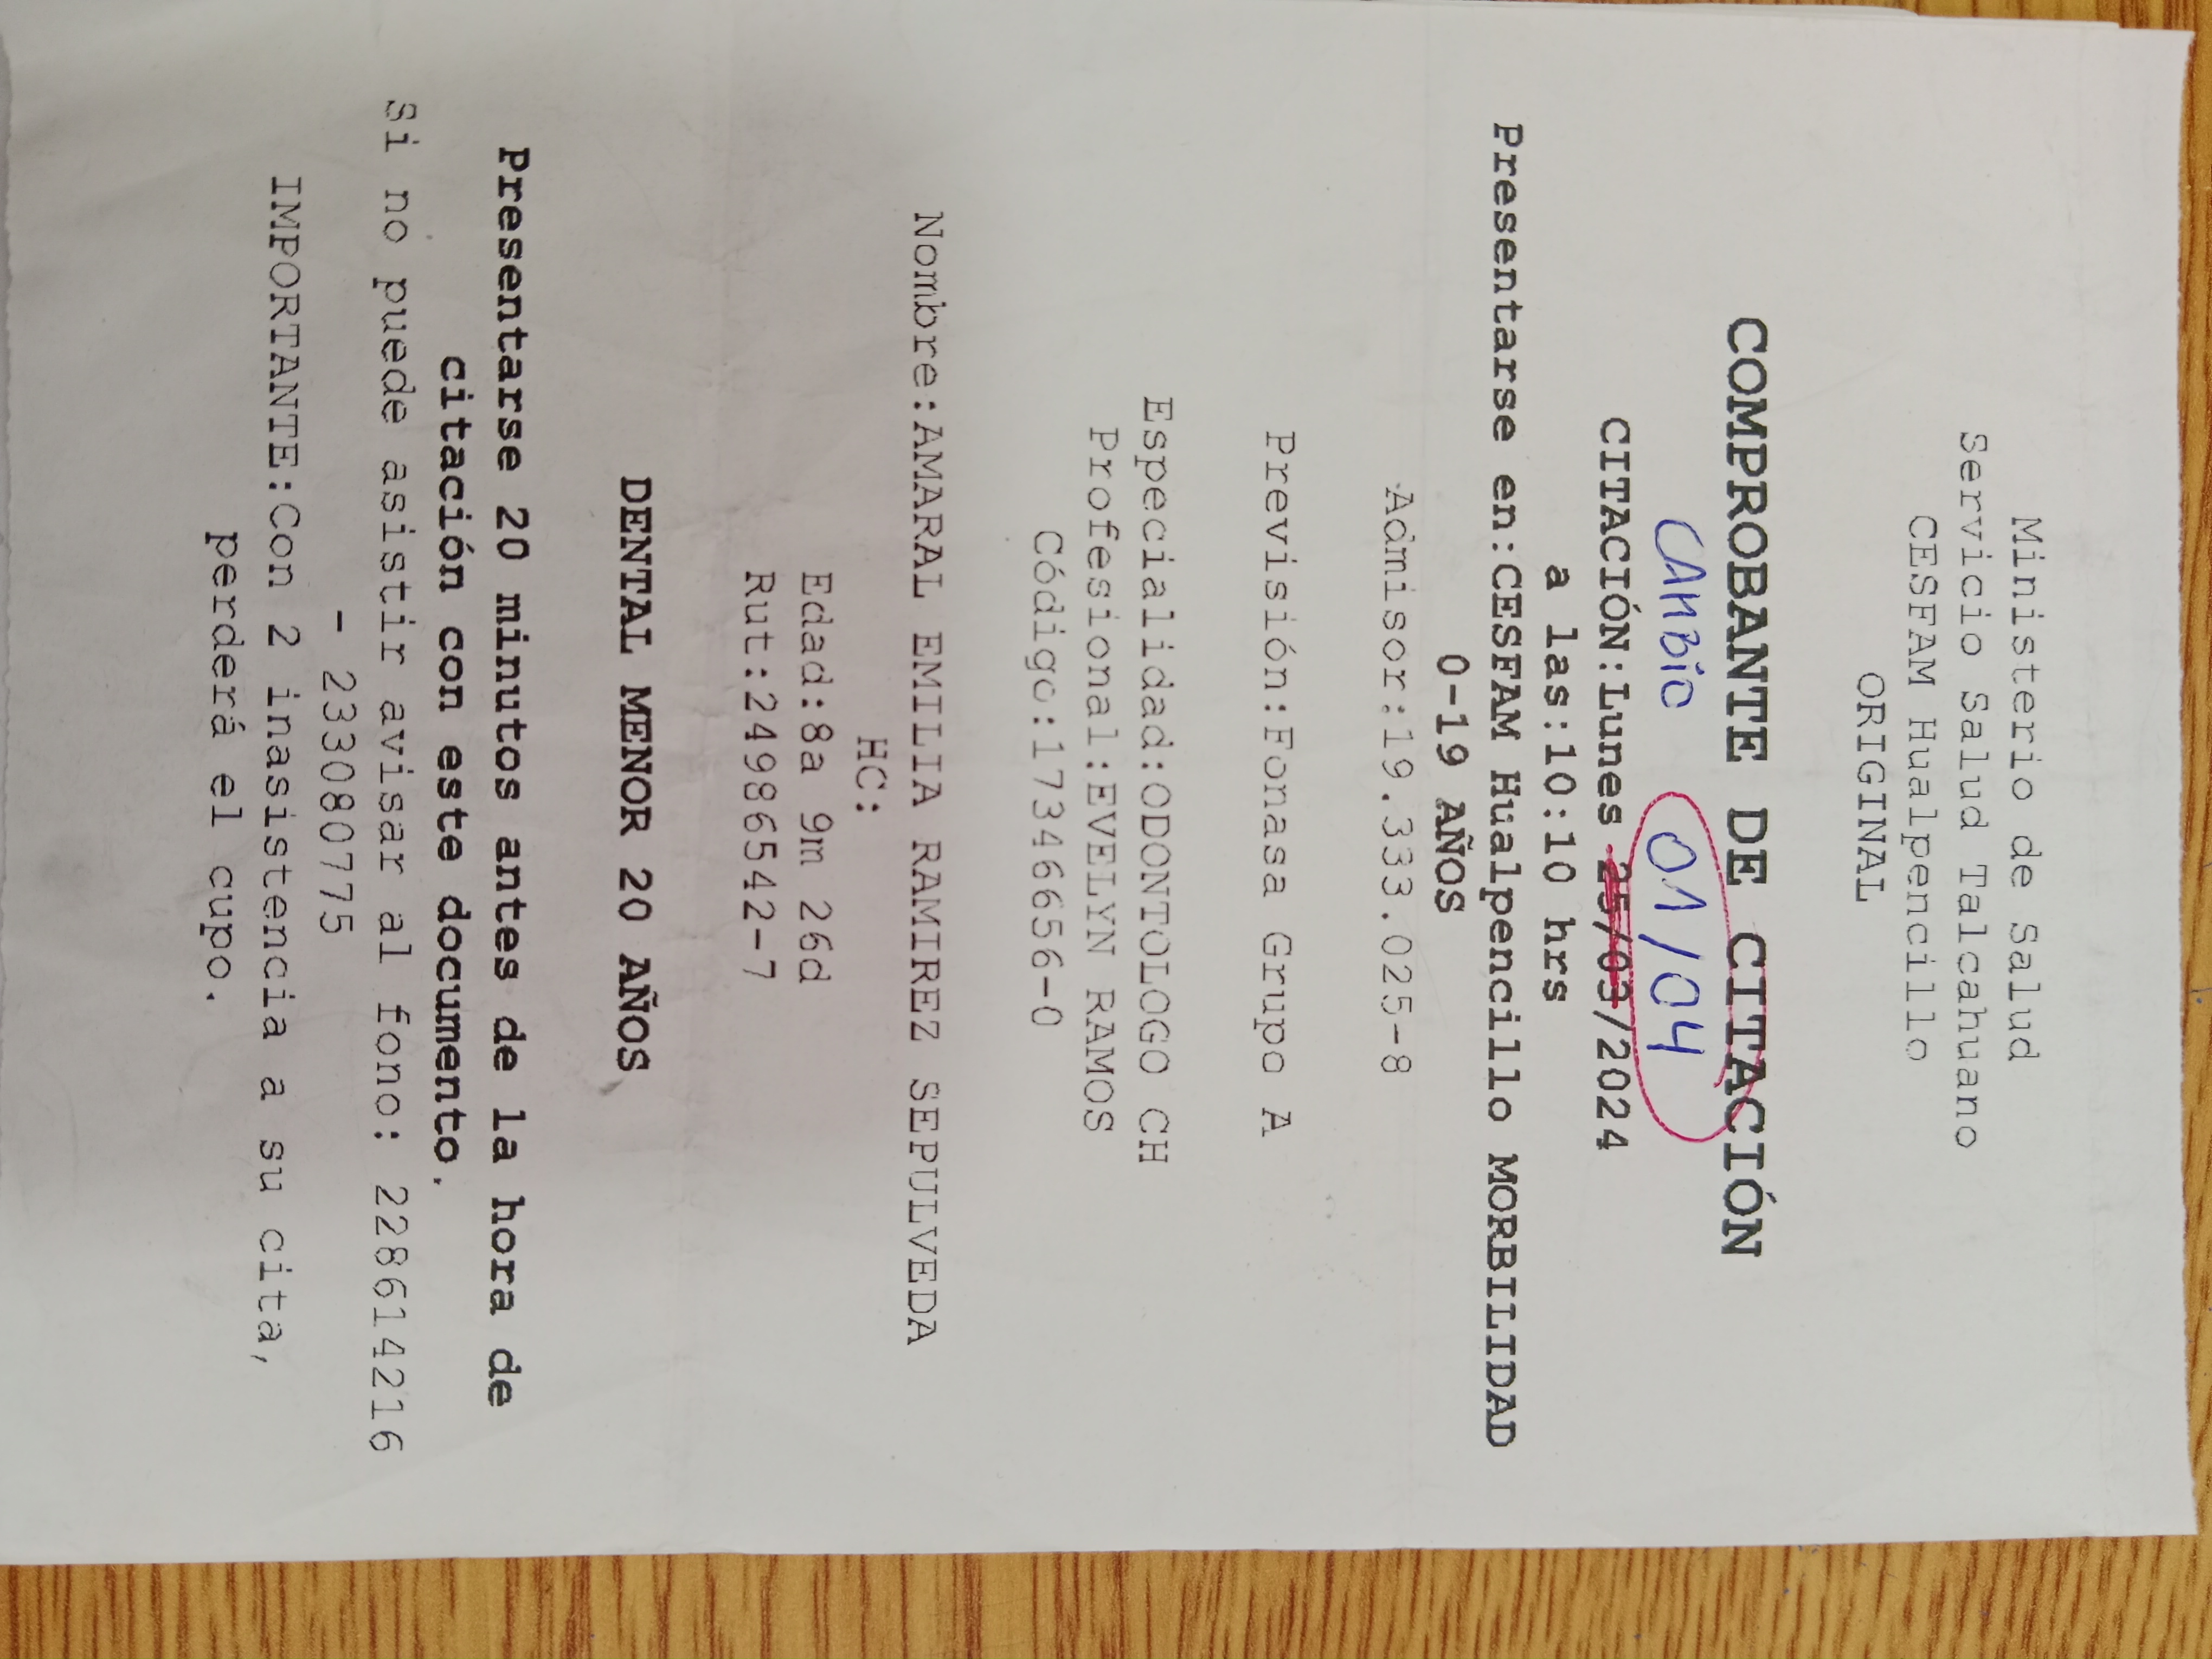 Ministerio de Salud
Servicio Salud Talcahuano
CESFAM Hualpencillo
ORIGINAL
COMPROBANTE DE CITACIÓN
CAMBIO 01/04
CITACIÓN:Lunes 25/03/2024
a las:10:10 hrs
Presentarse en:CESFAM Hualpencillo MORBILIDAD
0-19 AÑOS
Admisor:19.333.025-8
Previsión:Fonasa Grupo A
Especialidad:ODONTOLOGO CH
Profesional:EVELYN RAMOS
Código:17346656-0
Nombre:AMARAL EMILIA RAMIREZ SEPULVEDA
HC:
Edad:8a 9m 26d
Rut:24986542-7
DENTAL MENOR 20 AÑOS
Presentarse 20 minutos antes de la hora de
citación con este documento.
Si no puede asistir avisar al fono: 228614216
- 233080775
IMPORTANTE:Con 2 inasistencia a su cita,
perderá el cupo.